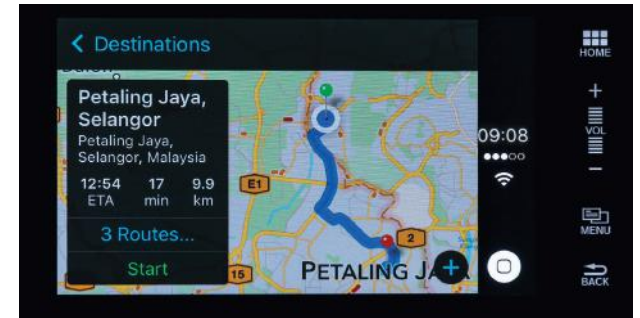 Destinations
HOME
Petaling Jaya,
Selangor
Petaling Jaya,
Selangor, Malaysia
12:54 17 9.9
ETA min km
3 Routes...
Start
E1
2
15
PETALING
09:08
+
VOL
−
MENU
BACK